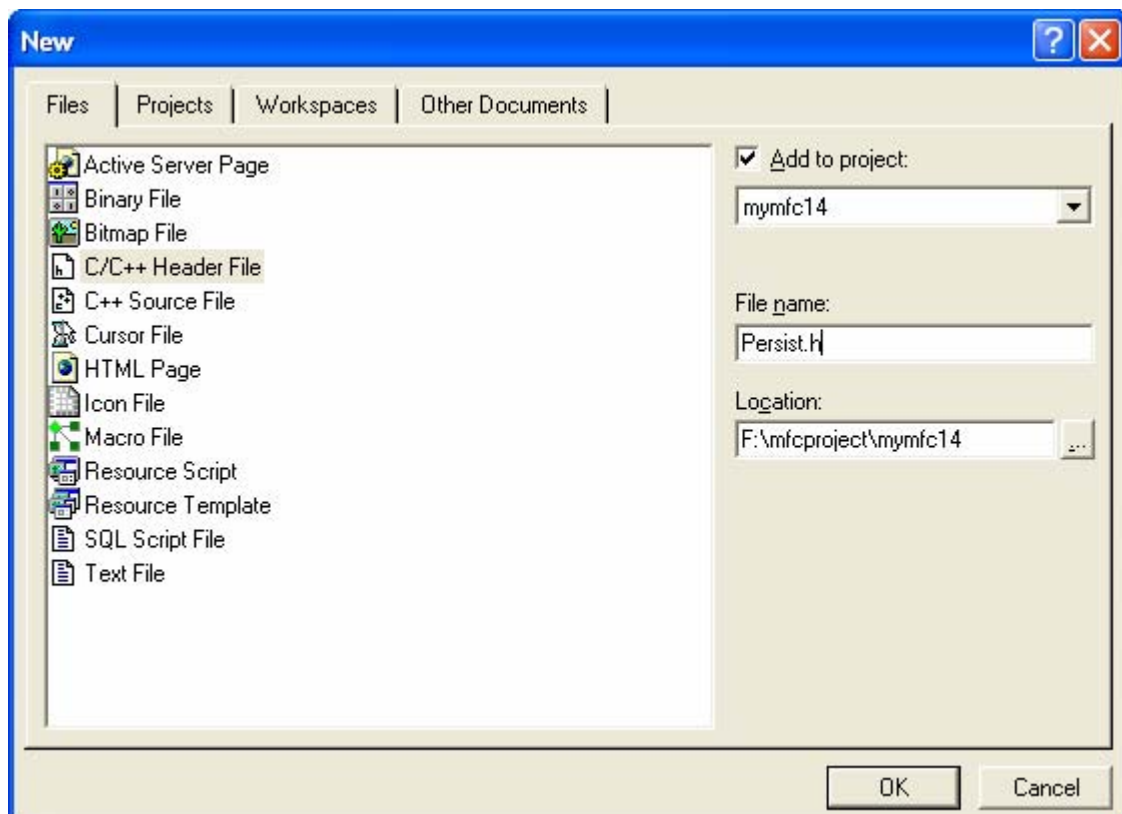 New
Files Projects Workspaces Other Documents
Active Server Page
Binary File
Bitmap File
C/C++ Header File
C++ Source File
Cursor File
HTML Page
Icon File
Macro File
Resource Script
Resource Template
SQL Script File
Text File
Add to project:
mymfc14
File name:
Persist.h
Location:
F:\mfcproject\mymfc14
...
OK Cancel